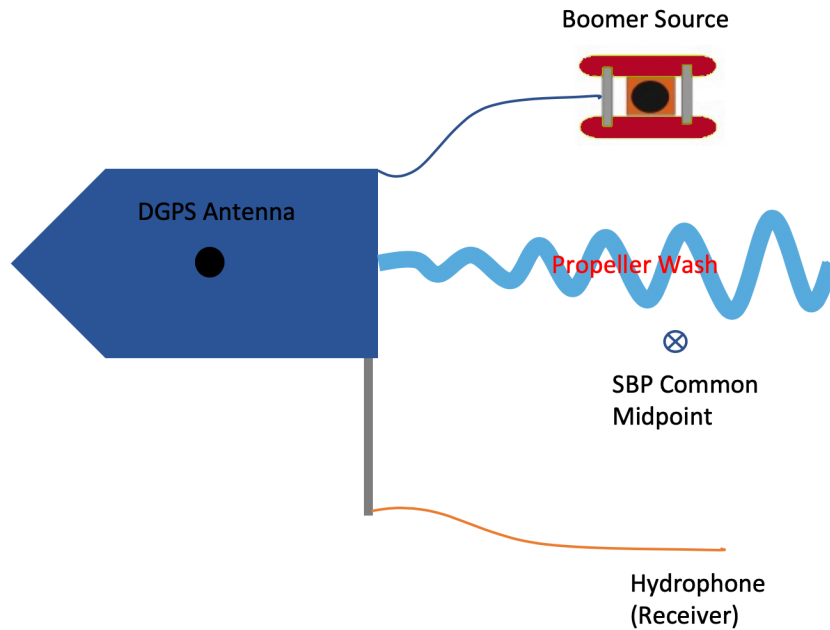 Boomer Source
DGPS Antenna
Propeller Wash
SBP Common
Midpoint
Hydrophone
(Receiver)